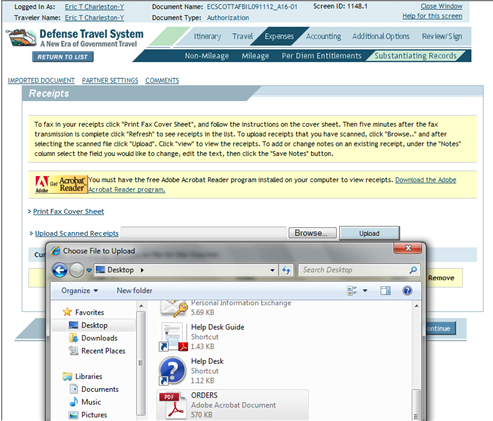 Logged In As: Eric T Charleston-Y Document Name: ECSCOTTAFBIL091112_A16-01 Screen ID: 1148.1 Close Window
Traveler Name: Eric T Charleston-Y Document Type: Authorization Help for this screen
Defense Travel System
A New Era of Government Travel
Itinerary Travel Expenses Accounting Additional Options Review/Sign
RETURN TO LIST
Non-Mileage Mileage Per Diem Entitlements Substantiating Records
IMPORTED DOCUMENT PARTNER SETTINGS COMMENTS
Receipts
To fax in your receipts click "Print Fax Cover Sheet", and follow the instructions on the cover sheet. Then five minutes after the fax
transmission is complete click "Refresh" to see receipts in the list. To upload receipts that you have scanned, click "Browse.." and after
selecting the scanned file click "Upload". Click "view" to view the receipts. To add or change notes on an existing receipt, under the "Notes"
column select the field you would like to change, edit the text, then click the "Save Notes" button.
Adobe Get Acrobat Reader You must have the free Adobe Acrobat Reader program installed on your computer to view receipts. Download the Adobe
Acrobat Reader program.
> Print Fax Cover Sheet
> Upload Scanned Receipts Browse... Upload
Choose File to Upload
Desktop Search Desktop
Remove
Organize New folder
Favorites
Desktop
Downloads
Recent Places
Libraries
Documents
Music
Pictures
Personal Information Exchange
5.69 KB
Help Desk Guide
Shortcut
1.43 KB
Help Desk
Shortcut
1.12 KB
PDF
ORDERS
Adobe Acrobat Document
570 KB